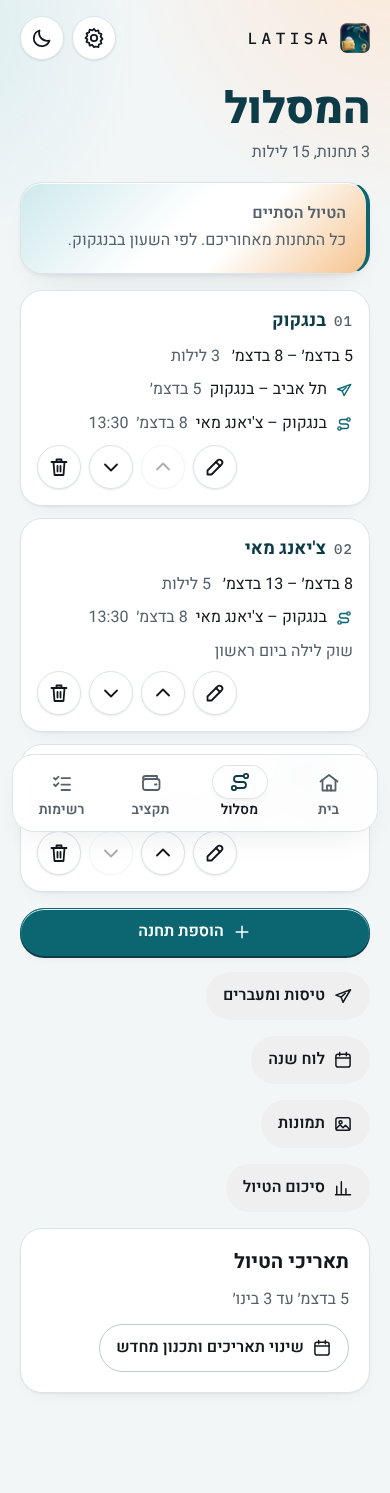 LATISA
המסלול
3 תחנות, 15 לילות
הטיול הסתיים
כל התחנות מאחוריכם. לפי השעון בבנגקוק.
01 בנגקוק
5 בדצמ׳ – 8 בדצמ׳ 3 לילות
תל אביב – בנגקוק 5 בדצמ׳
בנגקוק – צ'יאנג מאי 8 בדצמ׳ 13:30
02 צ'יאנג מאי
8 בדצמ׳ – 13 בדצמ׳ 5 לילות
בנגקוק – צ'יאנג מאי 8 בדצמ׳ 13:30
שוק לילה ביום ראשון
בית
מסלול
תקציב
רשימות
הוספת תחנה
טיסות ומעברים
לוח שנה
תמונות
סיכום הטיול
תאריכי הטיול
5 בדצמ׳ עד 3 בינו׳
שינוי תאריכים ותכנון מחדש